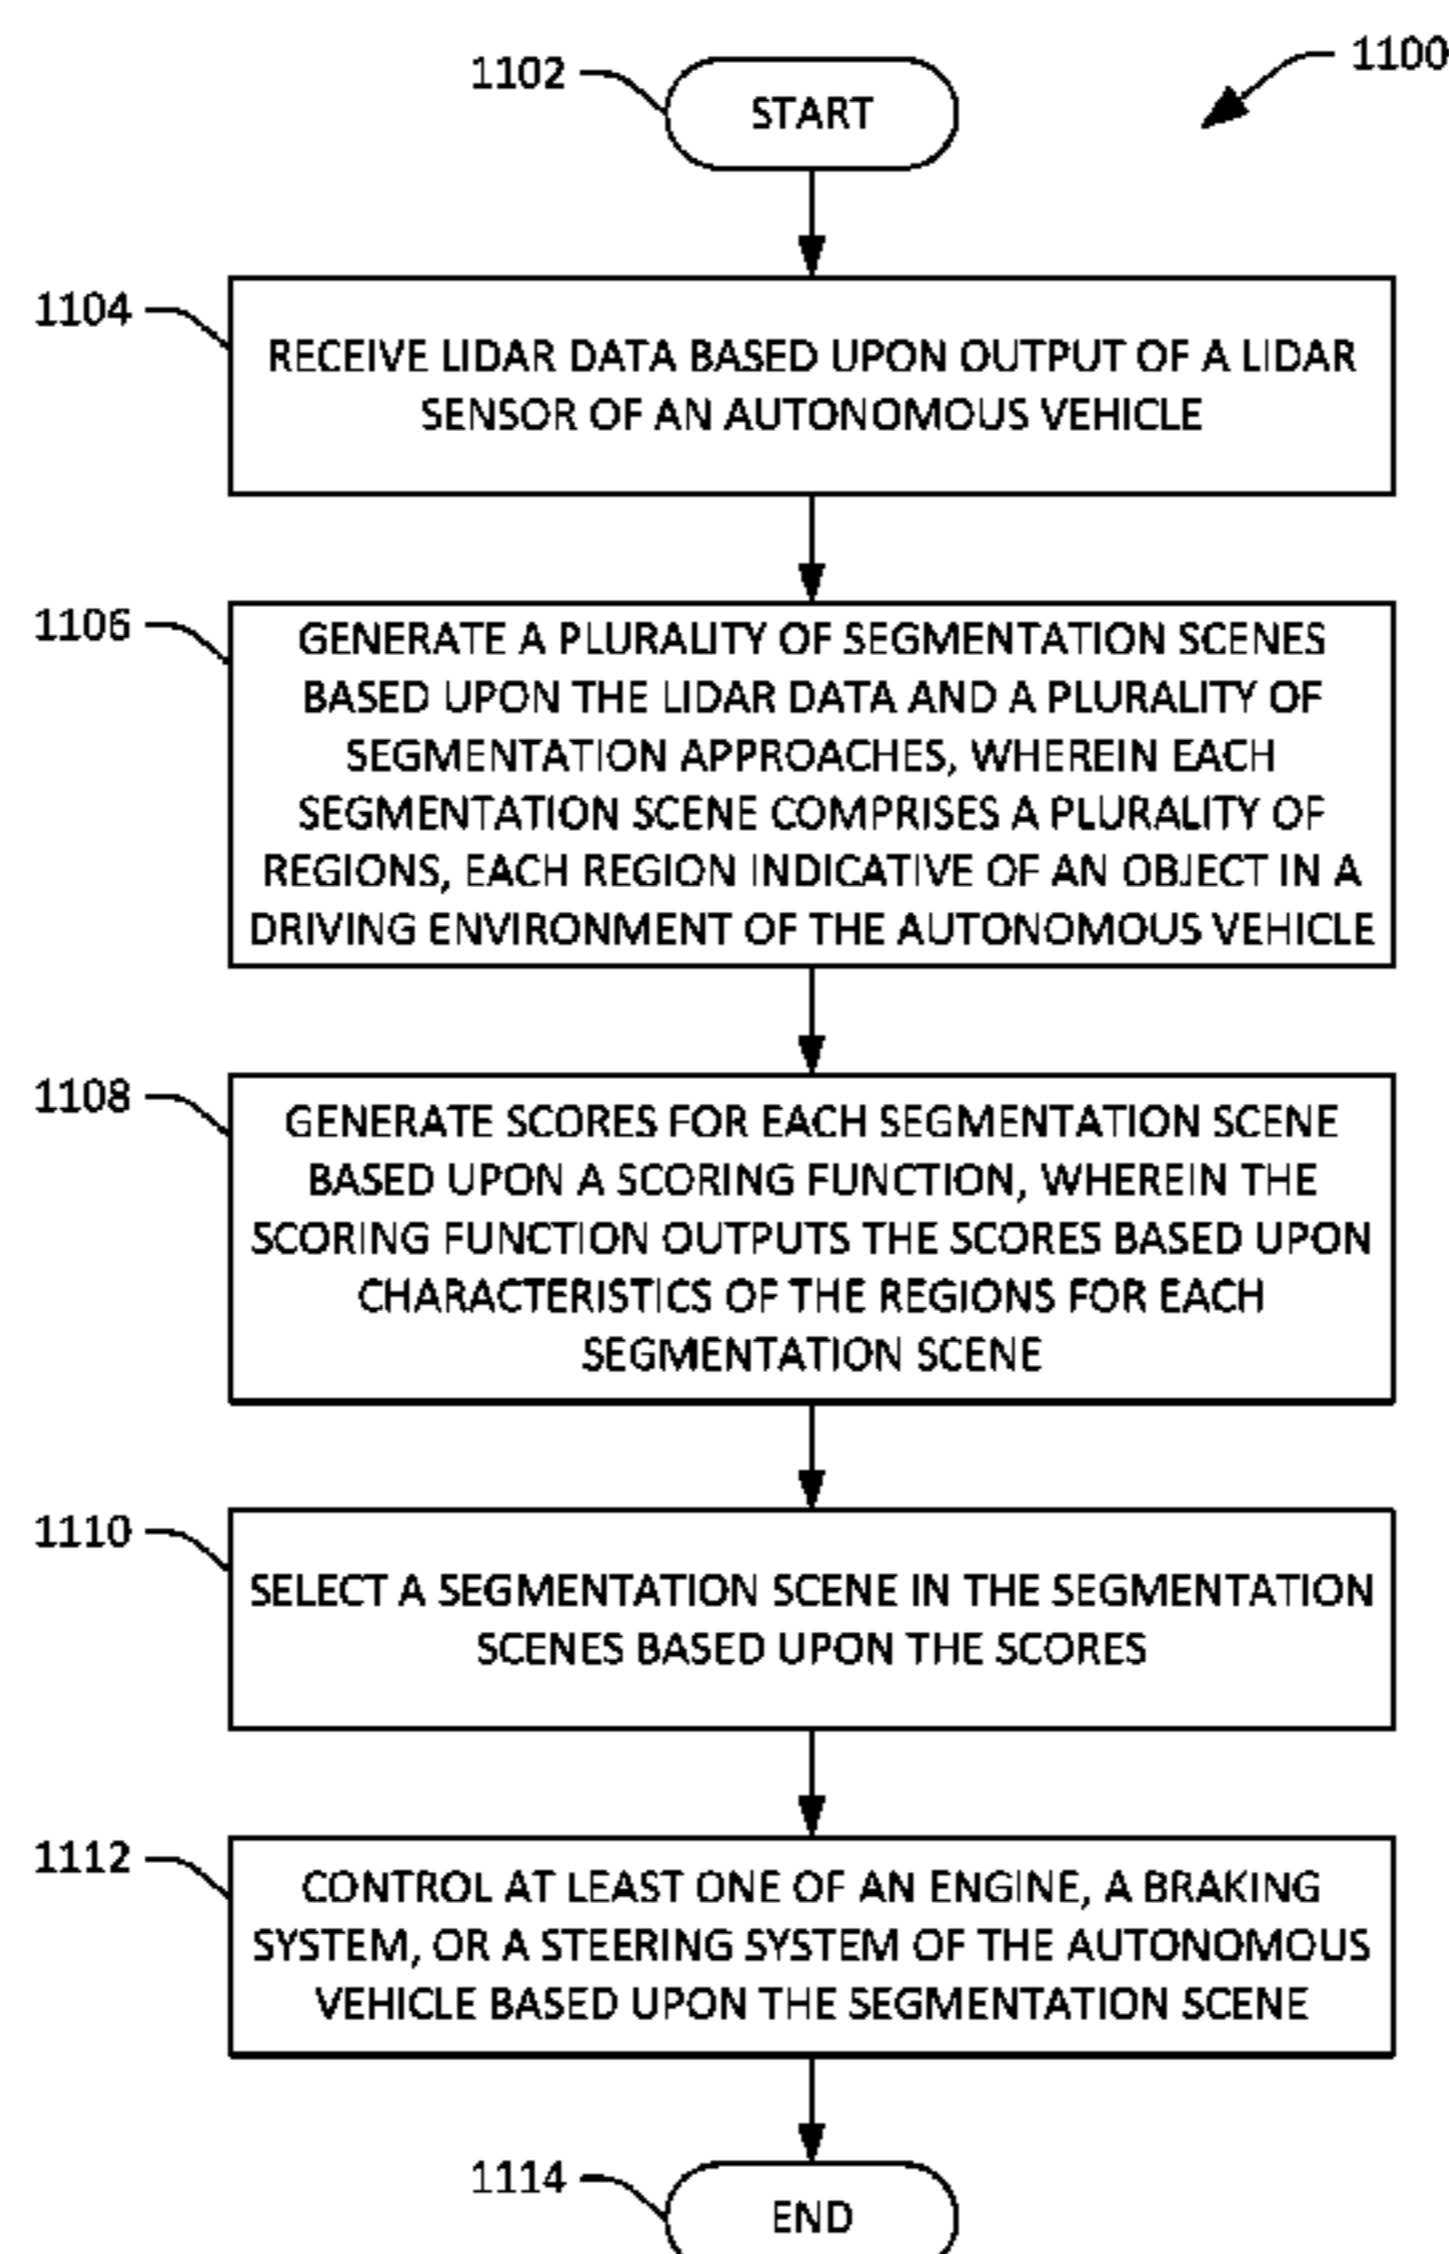 1100
1102
START
1104
RECEIVE LIDAR DATA BASED UPON OUTPUT OF A LIDAR
SENSOR OF AN AUTONOMOUS VEHICLE
1106
GENERATE A PLURALITY OF SEGMENTATION SCENES
BASED UPON THE LIDAR DATA AND A PLURALITY OF
SEGMENTATION APPROACHES, WHEREIN EACH
SEGMENTATION SCENE COMPRISES A PLURALITY OF
REGIONS, EACH REGION INDICATIVE OF AN OBJECT IN A
DRIVING ENVIRONMENT OF THE AUTONOMOUS VEHICLE
1108
GENERATE SCORES FOR EACH SEGMENTATION SCENE
BASED UPON A SCORING FUNCTION, WHEREIN THE
SCORING FUNCTION OUTPUTS THE SCORES BASED UPON
CHARACTERISTICS OF THE REGIONS FOR EACH
SEGMENTATION SCENE
1110
SELECT A SEGMENTATION SCENE IN THE SEGMENTATION
SCENES BASED UPON THE SCORES
1112
CONTROL AT LEAST ONE OF AN ENGINE, A BRAKING
SYSTEM, OR A STEERING SYSTEM OF THE AUTONOMOUS
VEHICLE BASED UPON THE SEGMENTATION SCENE
1114
END